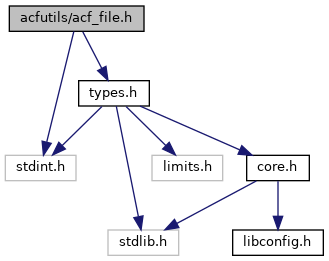 acfutils/acf_file.h
types.h
stdint.h
limits.h
core.h
stdlib.h
libconfig.h